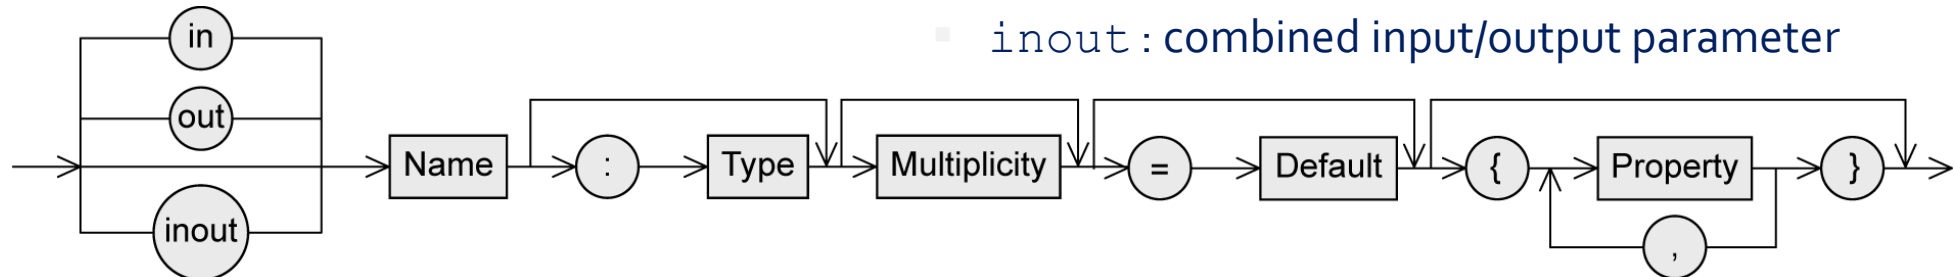 in
inout : combined input/output parameter
out
Name : Type Multiplicity = Default { Property }
inout
,